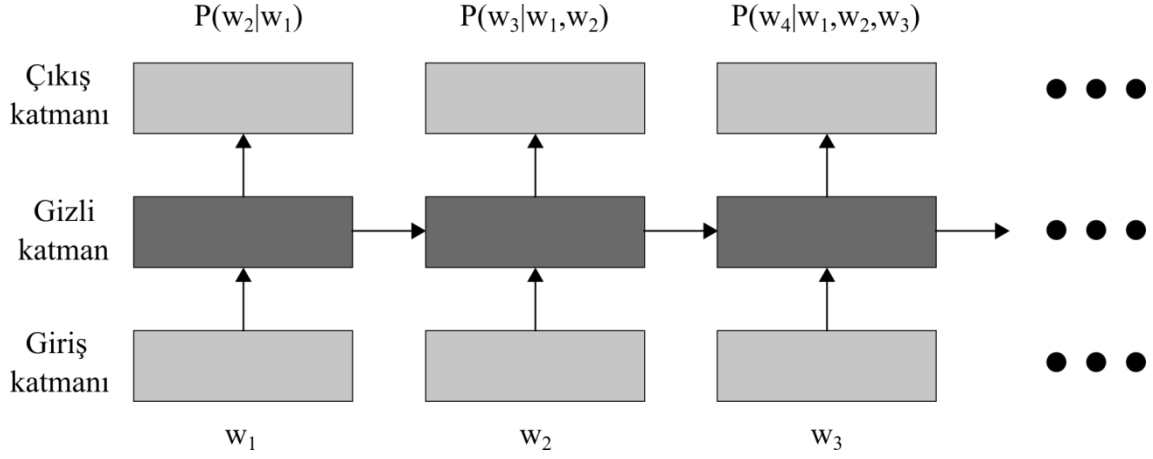 P(w₂|w₁) P(w₃|w₁,w₂) P(w₄|w₁,w₂,w₃)
Çıkış
katmanı
Gizli
katman
Giriş
katmanı
w₁ w₂ w₃